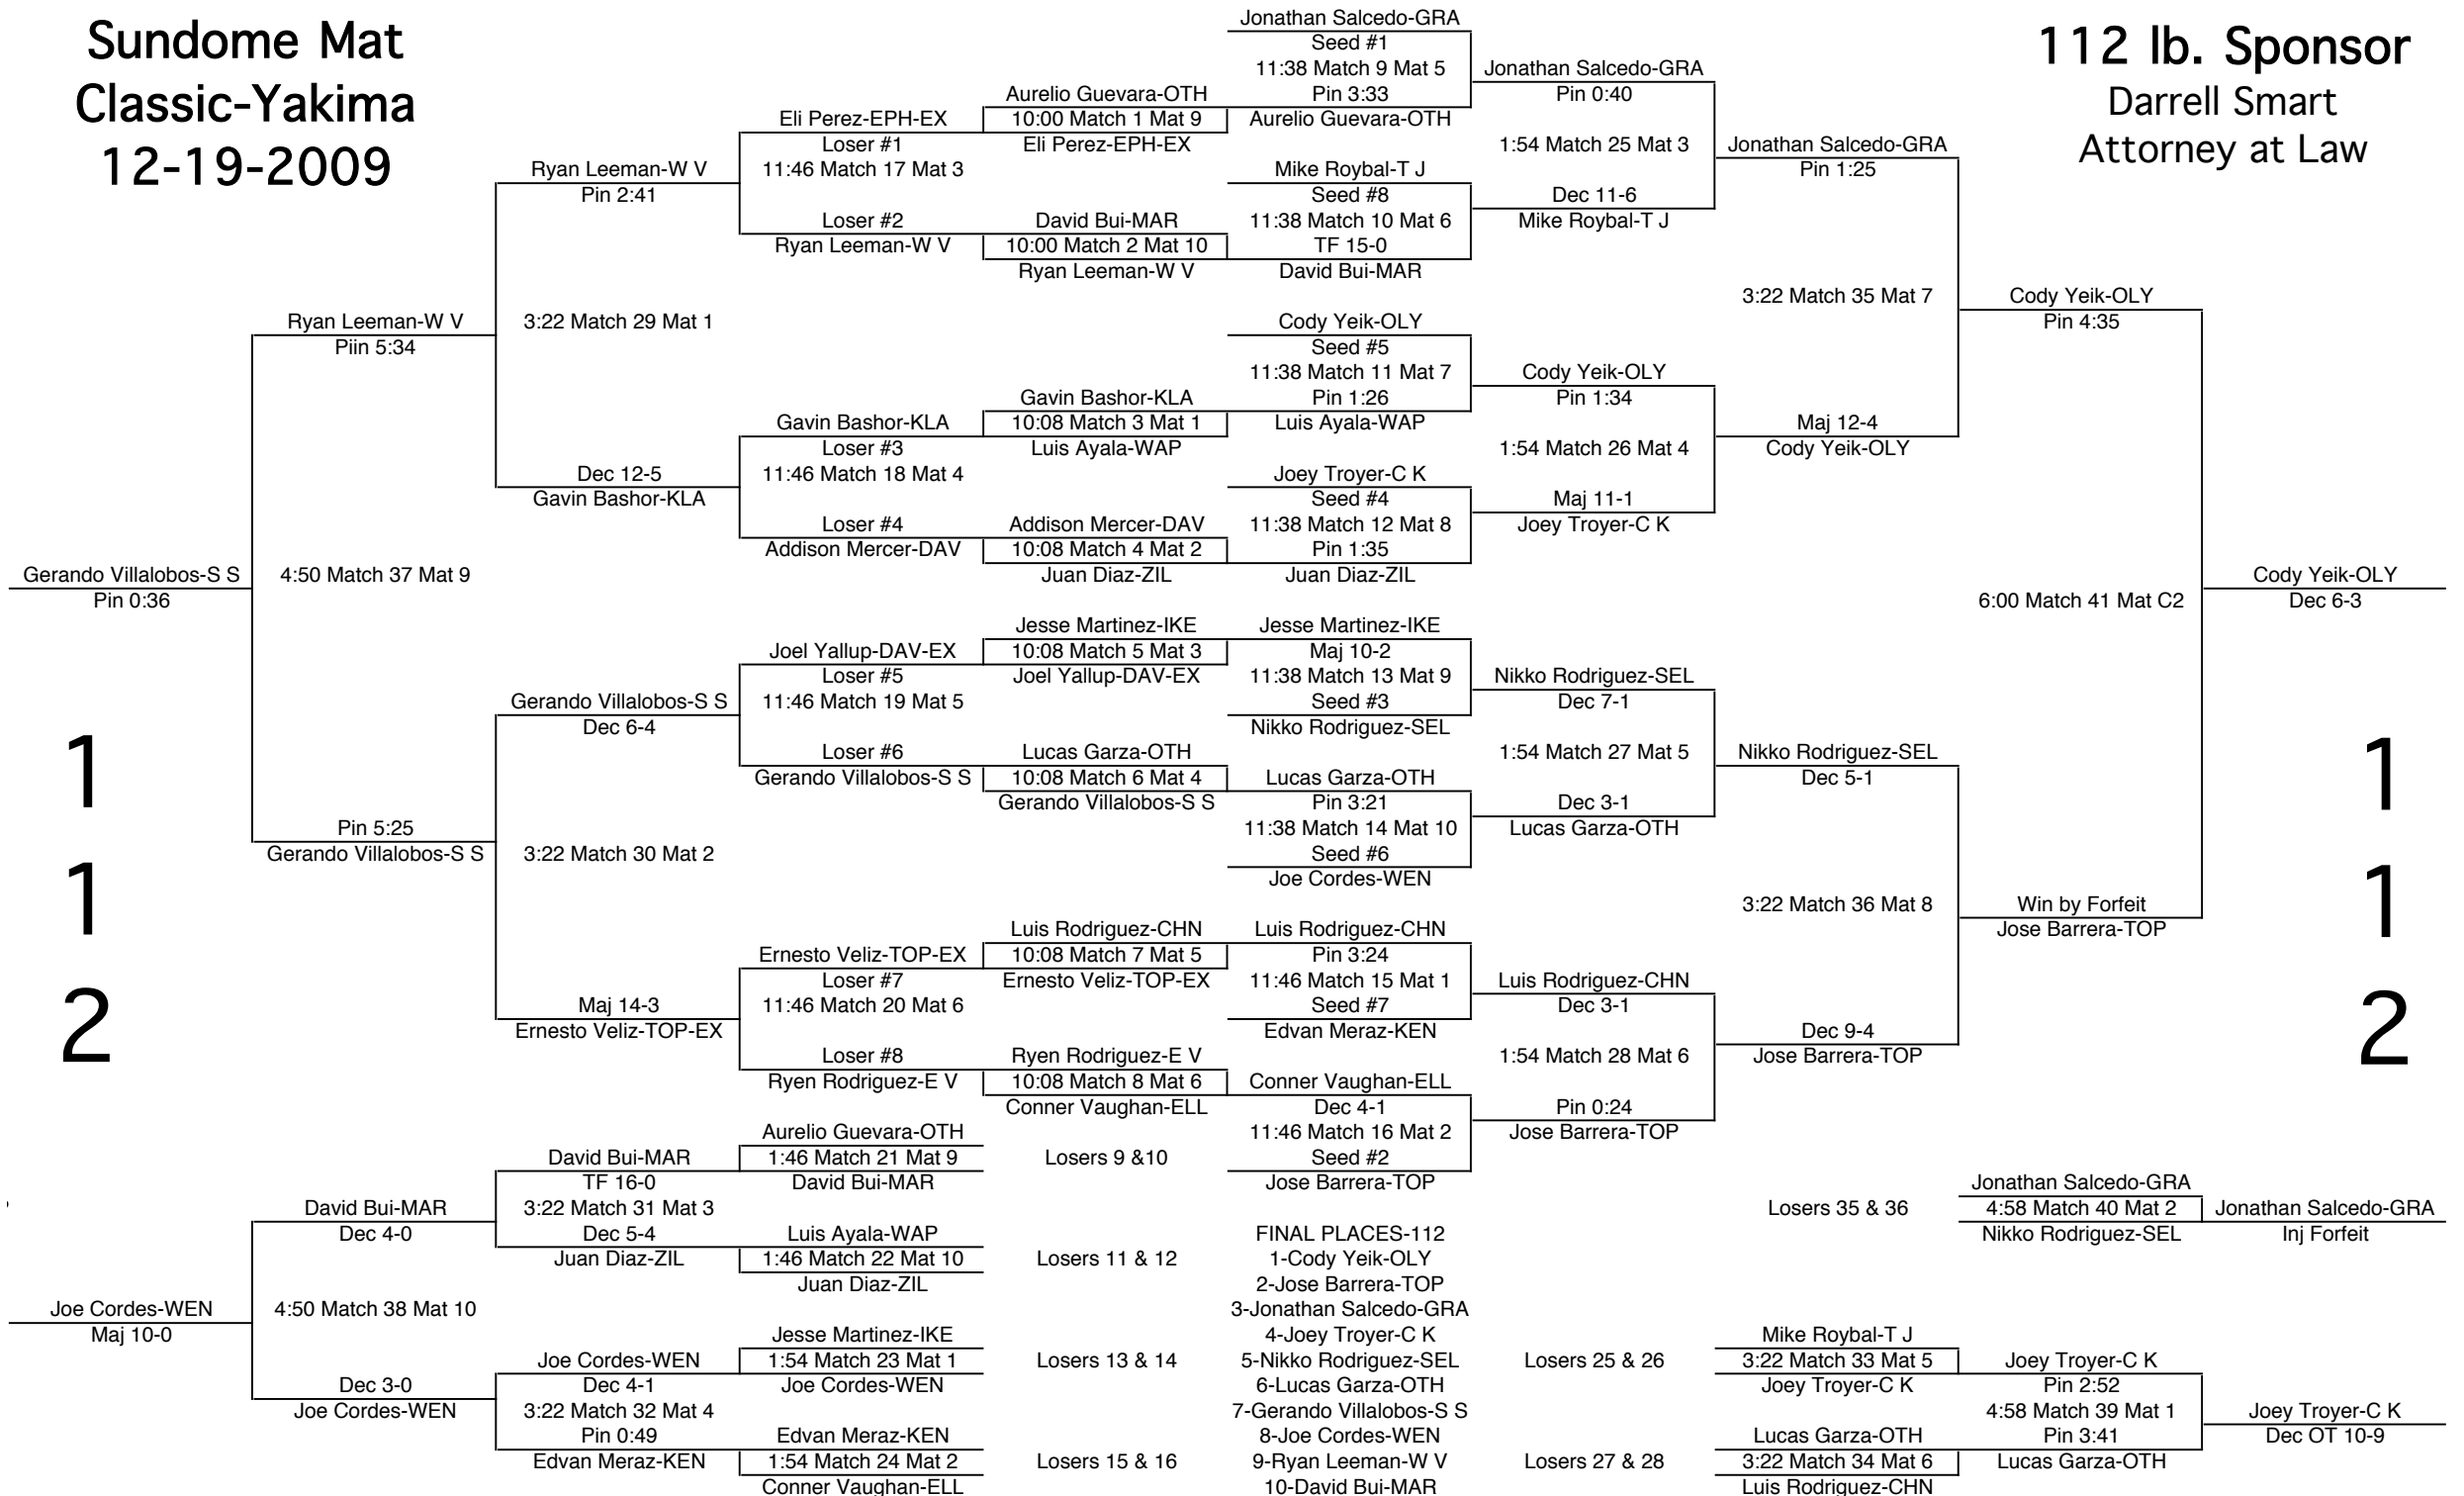 Sundome Mat
Classic-Yakima
12-19-2009
112 lb. Sponsor
Darrell Smart
Attorney at Law
Gerando Villalobos-S S
Pin 0:36
4:50 Match 37 Mat 9
Ryan Leeman-W V
Piin 5:34
Pin 5:25
Gerando Villalobos-S S
Ryan Leeman-W V
Pin 2:41
3:22 Match 29 Mat 1
Dec 12-5
Gavin Bashor-KLA
Gerando Villalobos-S S
Dec 6-4
3:22 Match 30 Mat 2
Maj 14-3
Ernesto Veliz-TOP-EX
Eli Perez-EPH-EX
Loser #1
11:46 Match 17 Mat 3
Loser #2
Ryan Leeman-W V
Gavin Bashor-KLA
Loser #3
11:46 Match 18 Mat 4
Loser #4
Addison Mercer-DAV
Joel Yallup-DAV-EX
Loser #5
11:46 Match 19 Mat 5
Loser #6
Gerando Villalobos-S S
Ernesto Veliz-TOP-EX
Loser #7
11:46 Match 20 Mat 6
Loser #8
Ryen Rodriguez-E V
Aurelio Guevara-OTH
10:00 Match 1 Mat 9
Eli Perez-EPH-EX
David Bui-MAR
10:00 Match 2 Mat 10
Ryan Leeman-W V
Gavin Bashor-KLA
10:08 Match 3 Mat 1
Luis Ayala-WAP
Addison Mercer-DAV
10:08 Match 4 Mat 2
Juan Diaz-ZIL
Jesse Martinez-IKE
10:08 Match 5 Mat 3
Joel Yallup-DAV-EX
Lucas Garza-OTH
10:08 Match 6 Mat 4
Gerando Villalobos-S S
Luis Rodriguez-CHN
10:08 Match 7 Mat 5
Ernesto Veliz-TOP-EX
Ryen Rodriguez-E V
10:08 Match 8 Mat 6
Conner Vaughan-ELL
Jonathan Salcedo-GRA
Seed #1
11:38 Match 9 Mat 5
Pin 3:33
Aurelio Guevara-OTH
Mike Roybal-T J
Seed #8
11:38 Match 10 Mat 6
TF 15-0
David Bui-MAR
Cody Yeik-OLY
Seed #5
11:38 Match 11 Mat 7
Pin 1:26
Luis Ayala-WAP
Joey Troyer-C K
Seed #4
11:38 Match 12 Mat 8
Pin 1:35
Juan Diaz-ZIL
Jesse Martinez-IKE
Maj 10-2
11:38 Match 13 Mat 9
Seed #3
Nikko Rodriguez-SEL
Lucas Garza-OTH
Pin 3:21
11:38 Match 14 Mat 10
Seed #6
Joe Cordes-WEN
Luis Rodriguez-CHN
Pin 3:24
11:46 Match 15 Mat 1
Seed #7
Edvan Meraz-KEN
Conner Vaughan-ELL
Dec 4-1
11:46 Match 16 Mat 2
Seed #2
Jose Barrera-TOP
Jonathan Salcedo-GRA
Pin 0:40
1:54 Match 25 Mat 3
Dec 11-6
Mike Roybal-T J
Cody Yeik-OLY
Pin 1:34
1:54 Match 26 Mat 4
Maj 11-1
Joey Troyer-C K
Nikko Rodriguez-SEL
Dec 7-1
1:54 Match 27 Mat 5
Dec 3-1
Lucas Garza-OTH
Luis Rodriguez-CHN
Dec 3-1
1:54 Match 28 Mat 6
Pin 0:24
Jose Barrera-TOP
Jonathan Salcedo-GRA
Pin 1:25
3:22 Match 35 Mat 7
Maj 12-4
Cody Yeik-OLY
Nikko Rodriguez-SEL
Dec 5-1
3:22 Match 36 Mat 8
Dec 9-4
Jose Barrera-TOP
Cody Yeik-OLY
Pin 4:35
6:00 Match 41 Mat C2
Win by Forfeit
Jose Barrera-TOP
Cody Yeik-OLY
Dec 6-3
1
1
2
1
1
2
Joe Cordes-WEN
Maj 10-0
David Bui-MAR
Dec 4-0
4:50 Match 38 Mat 10
Dec 3-0
Joe Cordes-WEN
David Bui-MAR
TF 16-0
3:22 Match 31 Mat 3
Dec 5-4
Juan Diaz-ZIL
Joe Cordes-WEN
Dec 4-1
3:22 Match 32 Mat 4
Pin 0:49
Edvan Meraz-KEN
Aurelio Guevara-OTH
1:46 Match 21 Mat 9
David Bui-MAR
Luis Ayala-WAP
1:46 Match 22 Mat 10
Juan Diaz-ZIL
Jesse Martinez-IKE
1:54 Match 23 Mat 1
Joe Cordes-WEN
Edvan Meraz-KEN
1:54 Match 24 Mat 2
Conner Vaughan-ELL
Losers 9 &10
Losers 11 & 12
Losers 13 & 14
Losers 15 & 16
FINAL PLACES-112
1-Cody Yeik-OLY
2-Jose Barrera-TOP
3-Jonathan Salcedo-GRA
4-Joey Troyer-C K
5-Nikko Rodriguez-SEL
6-Lucas Garza-OTH
7-Gerando Villalobos-S S
8-Joe Cordes-WEN
9-Ryan Leeman-W V
10-David Bui-MAR
Losers 35 & 36
Jonathan Salcedo-GRA
4:58 Match 40 Mat 2
Nikko Rodriguez-SEL
Jonathan Salcedo-GRA
Inj Forfeit
Losers 25 & 26
Losers 27 & 28
Mike Roybal-T J
3:22 Match 33 Mat 5
Joey Troyer-C K
Lucas Garza-OTH
3:22 Match 34 Mat 6
Luis Rodriguez-CHN
Joey Troyer-C K
Pin 2:52
4:58 Match 39 Mat 1
Pin 3:41
Lucas Garza-OTH
Joey Troyer-C K
Dec OT 10-9